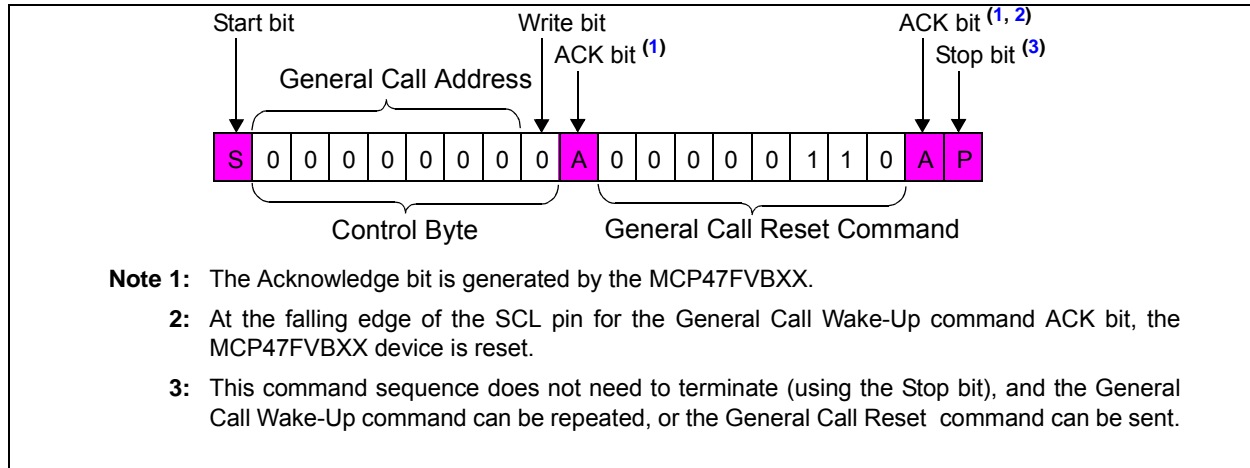 Start bit Write bit ACK bit (1, 2)
ACK bit (1) Stop bit (3)
General Call Address
S 0 0 0 0 0 0 0 0 A 0 0 0 0 0 1 1 0 A P
Control Byte General Call Reset Command
Note 1: The Acknowledge bit is generated by the MCP47FVBXX.
2: At the falling edge of the SCL pin for the General Call Wake-Up command ACK bit, the
MCP47FVBXX device is reset.
3: This command sequence does not need to terminate (using the Stop bit), and the General
Call Wake-Up command can be repeated, or the General Call Reset command can be sent.